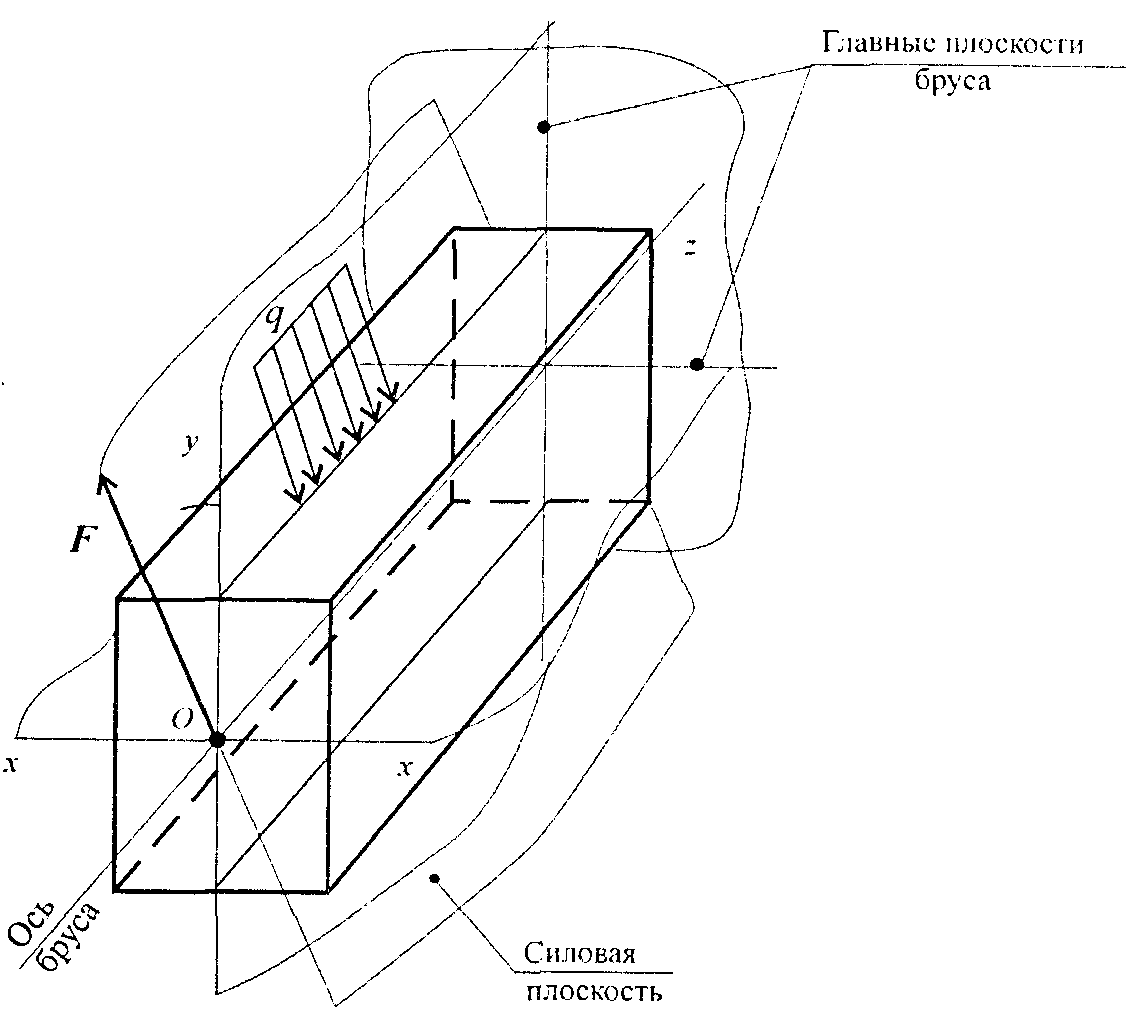 Главные плоскости
бруса
z
q
y
F
O
x
x
Ось
бруса
Силовая
плоскость